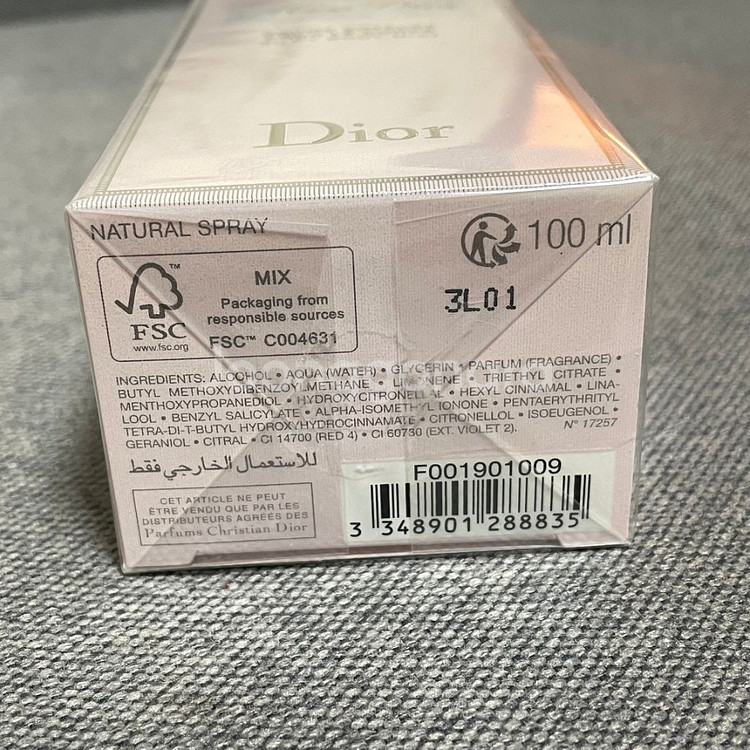 Dior
NATURAL SPRAY
100 ml
3L01
FSC™
www.fsc.org
MIX
Packaging from
responsible sources
FSC™ C004631
INGREDIENTS: ALCOHOL • AQUA (WATER) • GLYCERIN • PARFUM (FRAGRANCE) •
BUTYL METHOXYDIBENZOYLMETHANE • LIMONENE • TRIETHYL CITRATE •
MENTHOXYPROPANEDIOL • HYDROXYCITRONELLAL • HEXYL CINNAMAL • LINA-
LOOL • BENZYL SALICYLATE • ALPHA-ISOMETHYL IONONE • PENTAERYTHRITYL
TETRA-DI-T-BUTYL HYDROXYHYDROCINNAMATE • CITRONELLOL • ISOEUGENOL •
GERANIOL • CITRAL • CI 14700 (RED 4) • CI 60730 (EXT. VIOLET 2).
N° 17257
للاستعمال الخارجي فقط
CET ARTICLE NE PEUT
ÊTRE VENDU QUE PAR LES
DISTRIBUTEURS AGRÉÉS DES
Parfums Christian Dior
F001901009
3 348901 288835